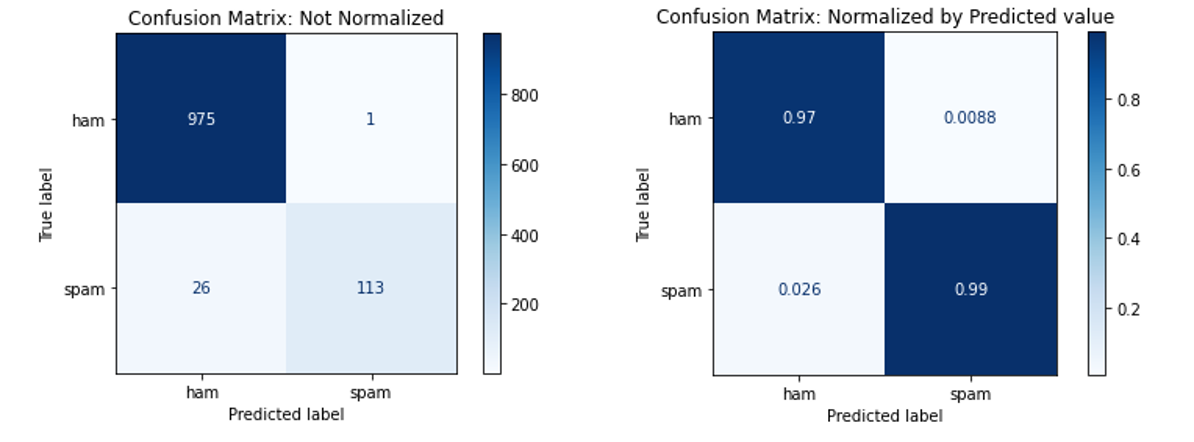 Confusion Matrix: Not Normalized
ham
975
1
True label
spam
26
113
ham
spam
Predicted label
800
600
400
200
Confusion Matrix: Normalized by Predicted value
ham
0.97
0.0088
True label
spam
0.026
0.99
ham
spam
Predicted label
0.8
0.6
0.4
0.2